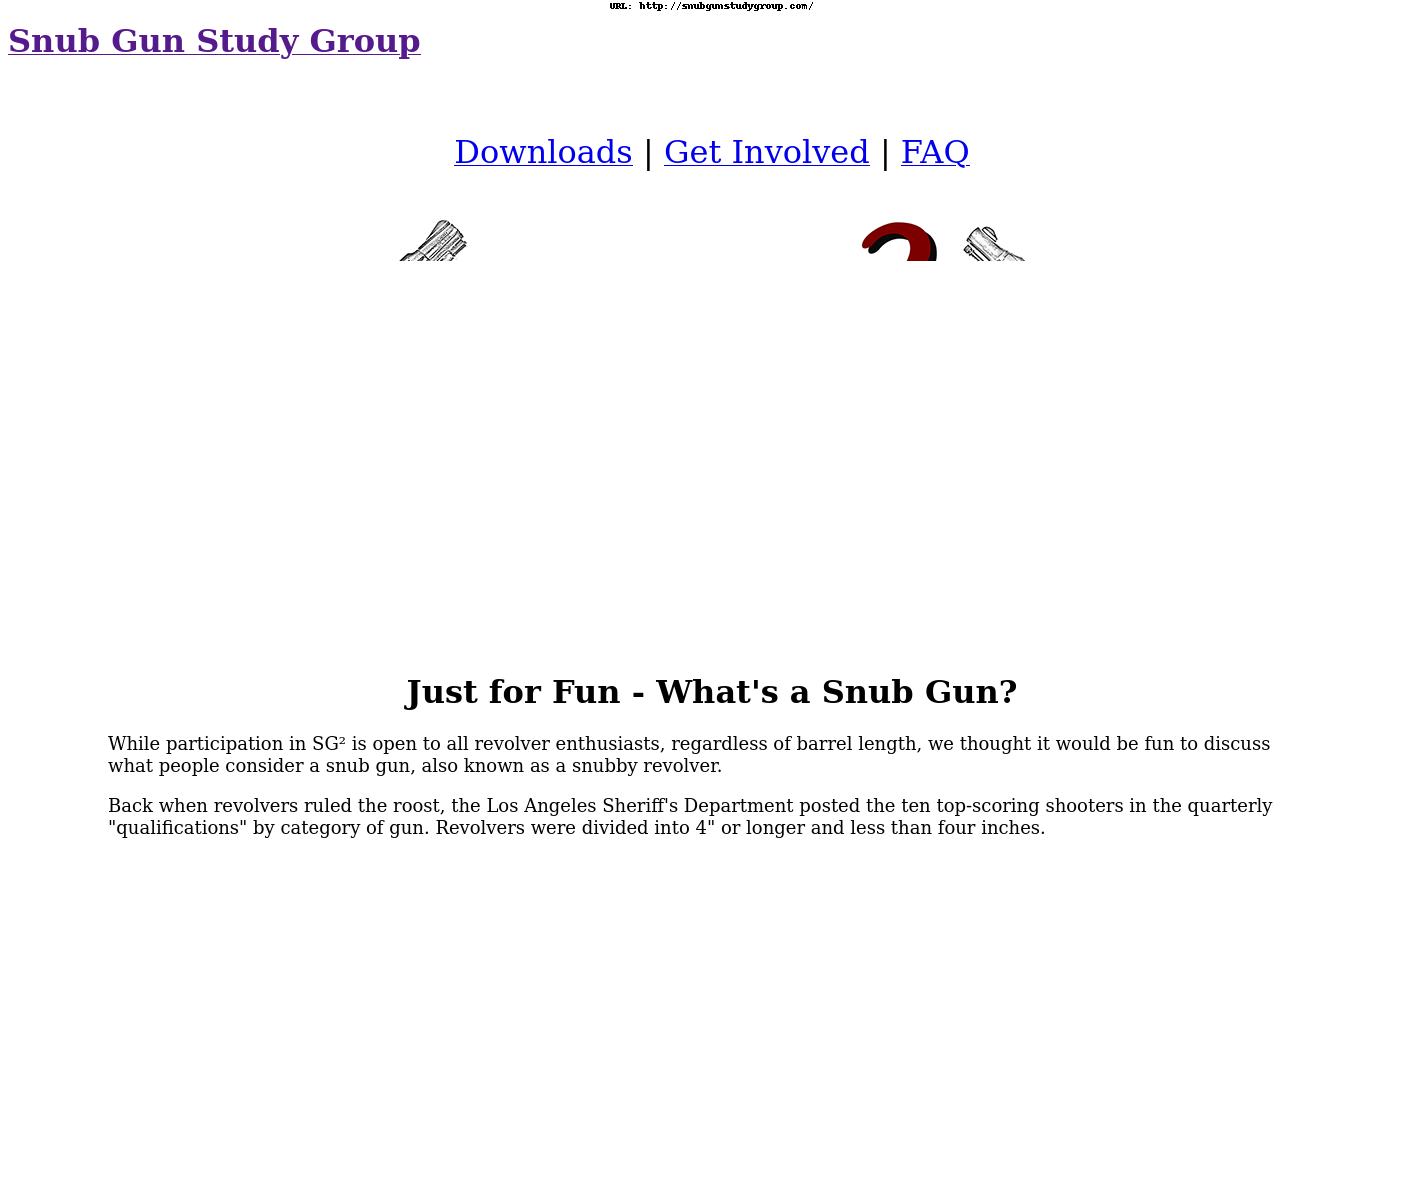 URL: http://snubgunstudygroup.com/
Snub Gun Study Group
Downloads | Get Involved | FAQ
Just for Fun - What's a Snub Gun?
While participation in SG² is open to all revolver enthusiasts, regardless of barrel length, we thought it would be fun to discuss
what people consider a snub gun, also known as a snubby revolver.
Back when revolvers ruled the roost, the Los Angeles Sheriff's Department posted the ten top-scoring shooters in the quarterly
"qualifications" by category of gun. Revolvers were divided into 4" or longer and less than four inches.